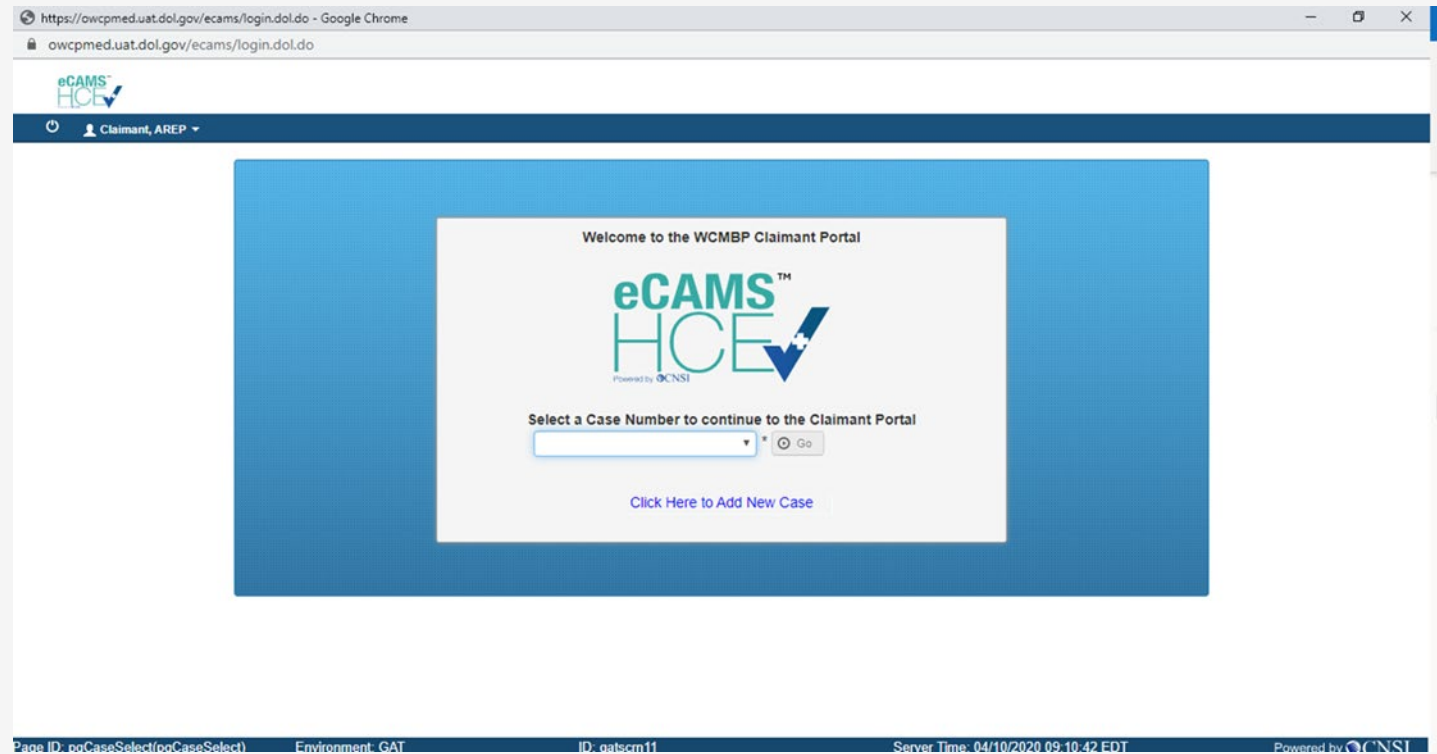 https://owcpmed.uat.dol.gov/ecams/login.dol.do - Google Chrome
owcpmed.uat.dol.gov/ecams/login.dol.do
eCAMS™
HCE
Claimant, AREP
Welcome to the WCMBP Claimant Portal
eCAMS™
HCE
Powered by CNSI
Select a Case Number to continue to the Claimant Portal
* Go
Click Here to Add New Case
Page ID: pgCaseSelect(pgCaseSelect) Environment: GAT ID: gatscrn11 Server Time: 04/10/2020 09:10:42 EDT Powered by CNSI